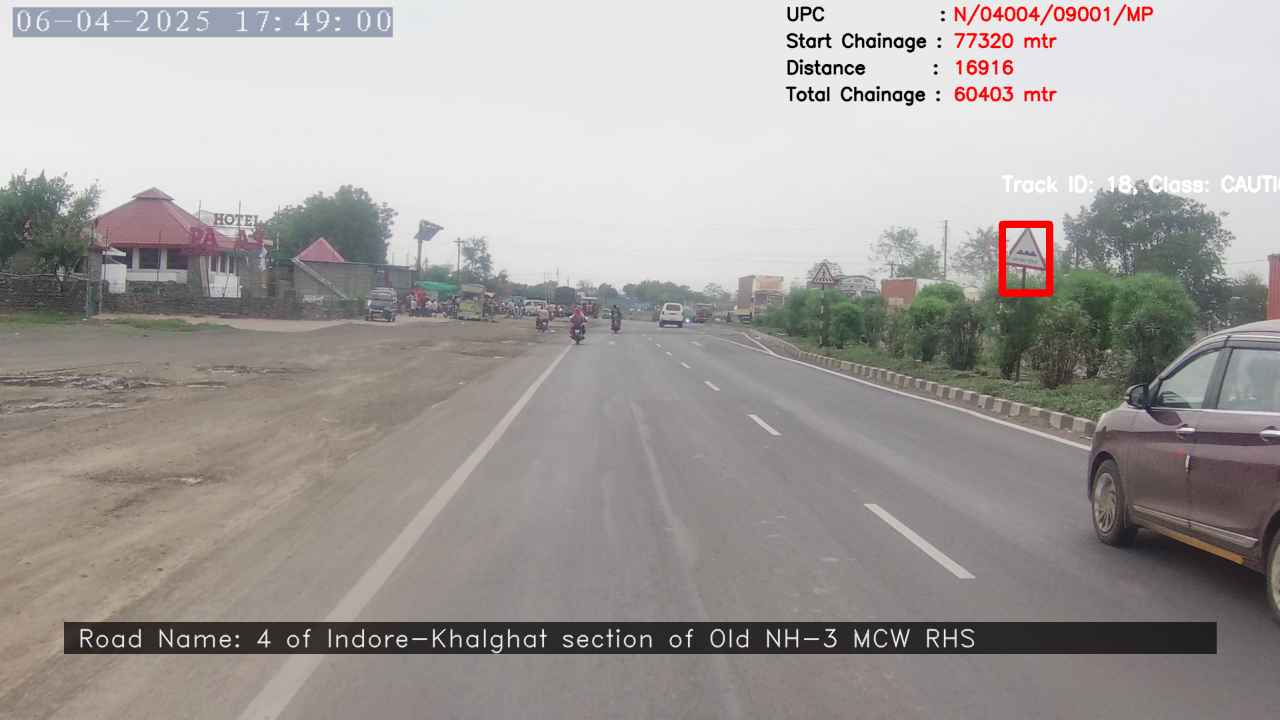 06-04-2025 17:49:00
UPC : N/04004/09001/MP
Start Chainage : 77320 mtr
Distance : 16916
Total Chainage : 60403 mtr
Track ID: 18, Class: CAUTI
HOTEL
Road Name: 4 of Indore-Khalghat section of Old NH-3 MCW RHS